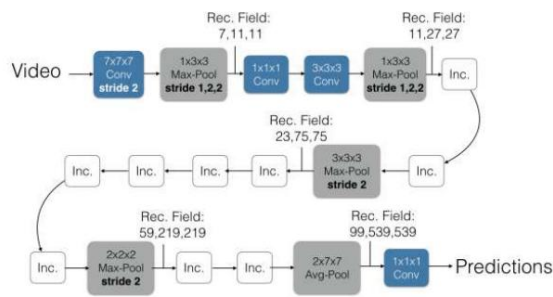 Video
7x7x7
Conv
stride 2
1x3x3
Max-Pool
stride 1,2,2
Rec. Field:
7,11,11
1x1x1
Conv
3x3x3
Conv
1x3x3
Max-Pool
stride 1,2,2
Rec. Field:
11,27,27
Inc.
Inc.
3x3x3
Max-Pool
stride 2
Rec. Field:
23,75,75
Inc.
Inc.
Inc.
Inc.
Inc.
2x2x2
Max-Pool
stride 2
Rec. Field:
59,219,219
Inc.
Inc.
2x7x7
Avg-Pool
Rec. Field:
99,539,539
1x1x1
Conv
Predictions